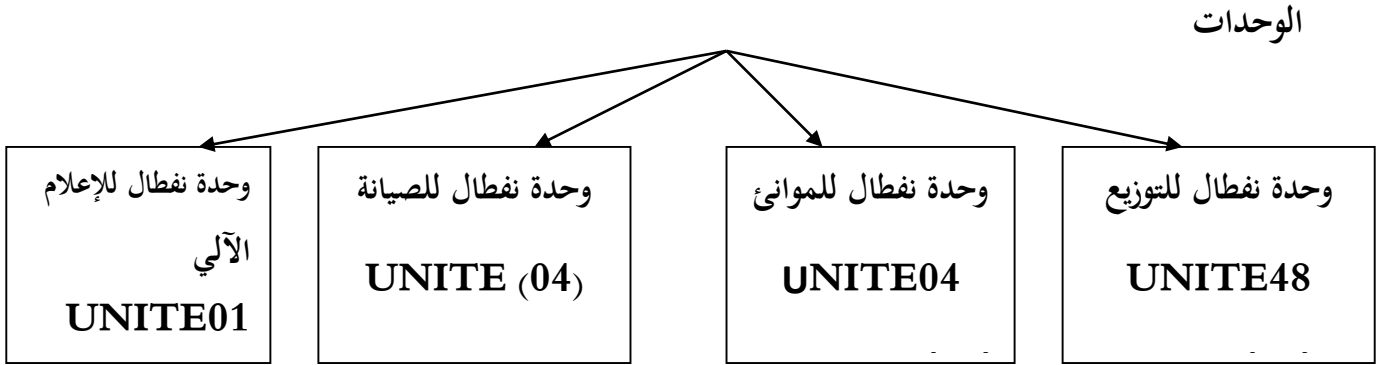 الوحدات
وحدة نفطال للتوزيع
UNITE48
وحدة نفطال للموانئ
UNITE04
وحدة نفطال للصيانة
UNITE (04)
وحدة نفطال للإعلام
الآلي
UNITE01